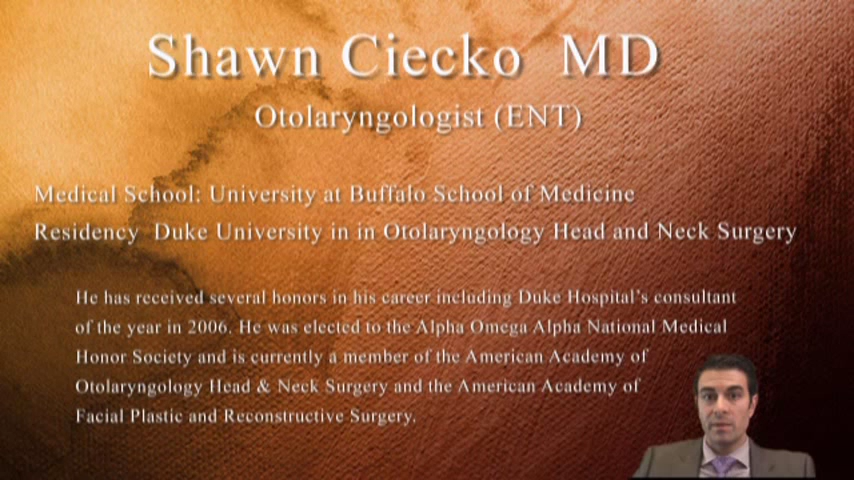 Shawn Ciecko MD
Otolaryngologist (ENT)
Medical School: University at Buffalo School of Medicine
Residency Duke University in in Otolaryngology Head and Neck Surgery
He has received several honors in his career including Duke Hospital's consultant
of the year in 2006. He was elected to the Alpha Omega Alpha National Medical
Honor Society and is currently a member of the American Academy of
Otolaryngology Head & Neck Surgery and the American Academy of
Facial Plastic and Reconstructive Surgery.